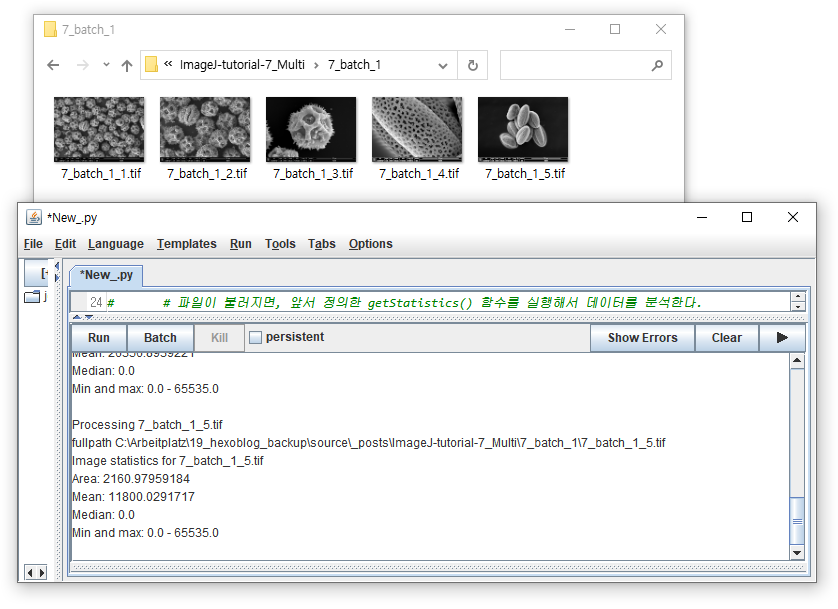 7_batch_1
« ImageJ-tutorial-7_Multi › 7_batch_1
7_batch_1_1.tif
7_batch_1_2.tif
7_batch_1_3.tif
7_batch_1_4.tif
7_batch_1_5.tif
*New_.py
File Edit Language Templates Run Tools Tabs Options
[-
j
*New_.py
24 # # 파일이 불러지면, 앞서 정의한 getStatistics() 함수를 실행해서 데이터를 분석한다.
Run Batch Kill persistent Show Errors Clear
Mean:
Median: 0.0
Min and max: 0.0 - 65535.0
Processing 7_batch_1_5.tif
fullpath C:\Arbeitplatz\19_hexoblog_backup\source\_posts\ImageJ-tutorial-7_Multi\7_batch_1\7_batch_1_5.tif
Image statistics for 7_batch_1_5.tif
Area: 2160.97959184
Mean: 11800.0291717
Median: 0.0
Min and max: 0.0 - 65535.0